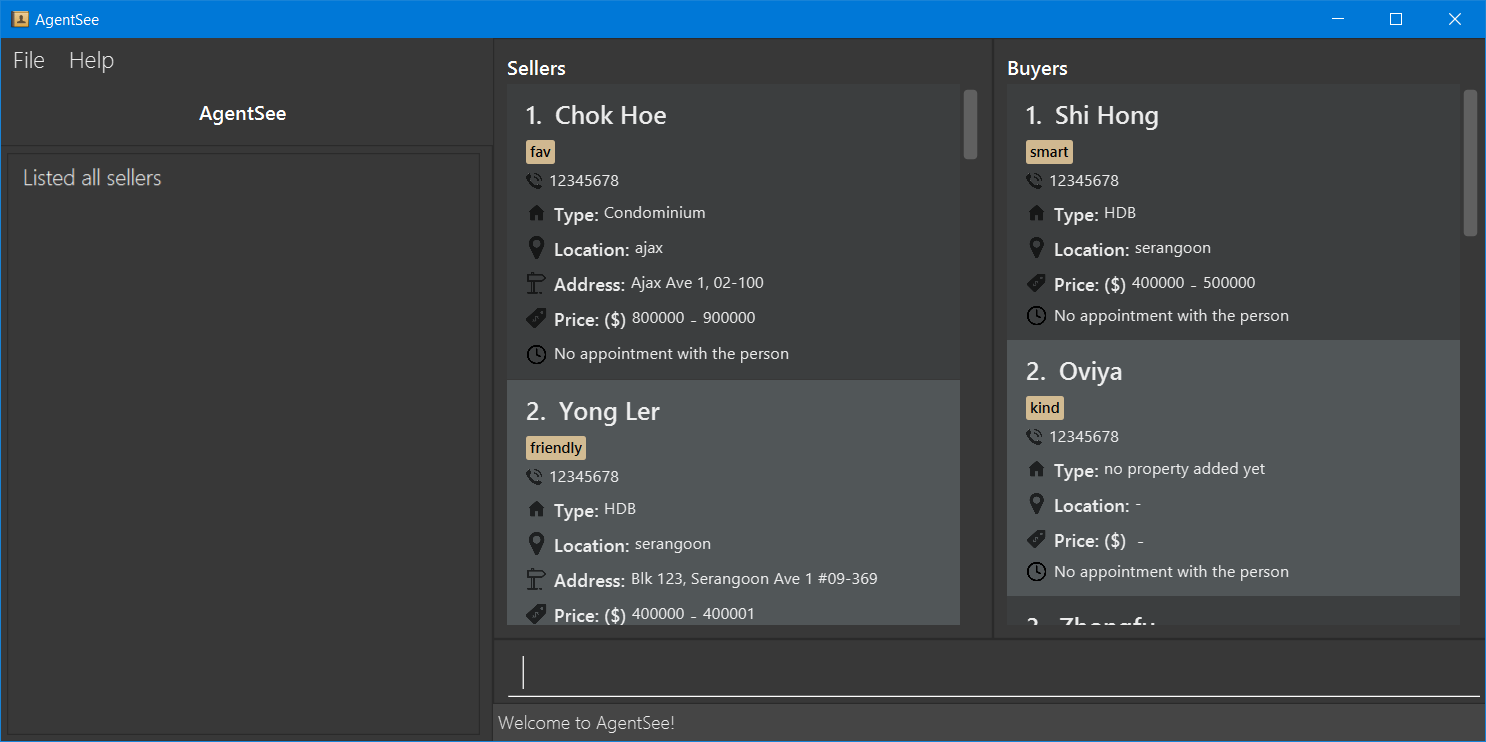 AgentSee
File Help
AgentSee
Listed all sellers
Sellers
1. Chok Hoe
fav
12345678
Type: Condominium
Location: ajax
Address: Ajax Ave 1, 02-100
Price: ($) 800000 - 900000
No appointment with the person
2. Yong Ler
friendly
12345678
Type: HDB
Location: serangoon
Address: Blk 123, Serangoon Ave 1 #09-369
Price: ($) 400000 - 400001
Buyers
1. Shi Hong
smart
12345678
Type: HDB
Location: serangoon
Price: ($) 400000 - 500000
No appointment with the person
2. Oviya
kind
12345678
Type: no property added yet
Location: -
Price: ($) -
No appointment with the person
Welcome to AgentSee!